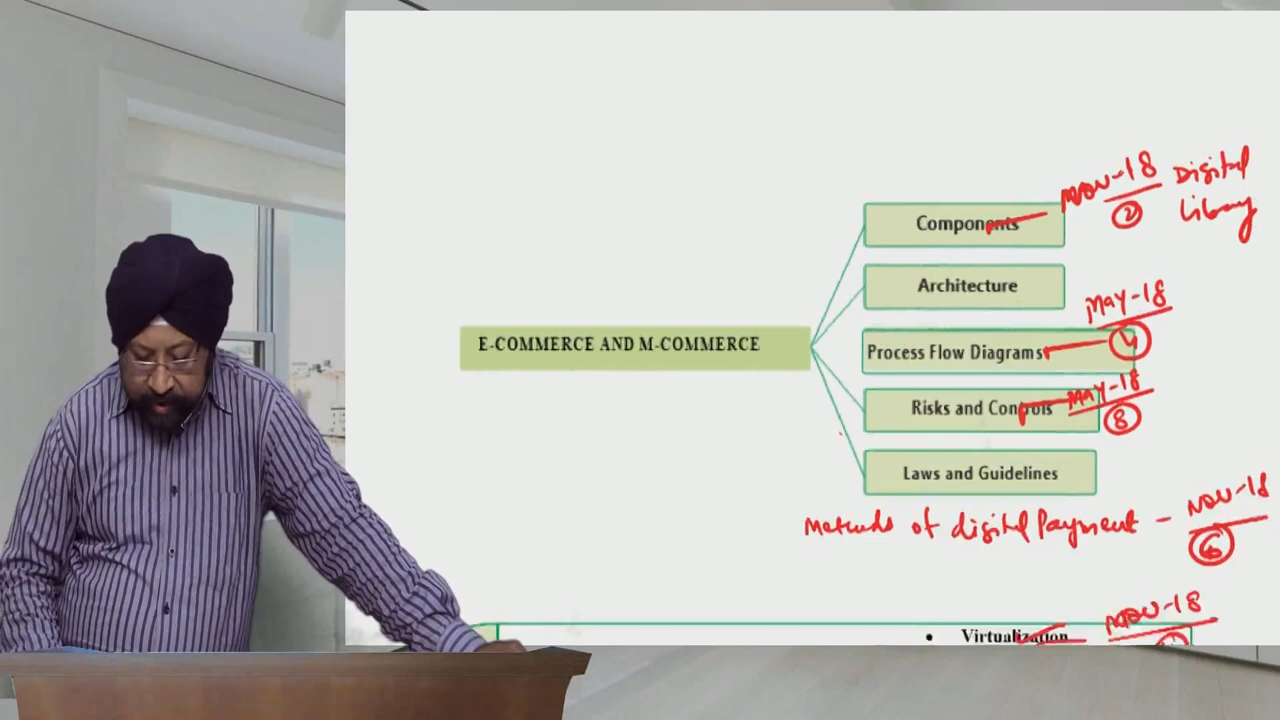 NOV-18 Digital
② Library
Components
Architecture
MAY-18
④
E-COMMERCE AND M-COMMERCE
Process Flow Diagrams
MAY-18
⑧
Risks and Controls
Laws and Guidelines
Methods of digital Payment - NOV-18
⑥
NOV-18
• Virtualization